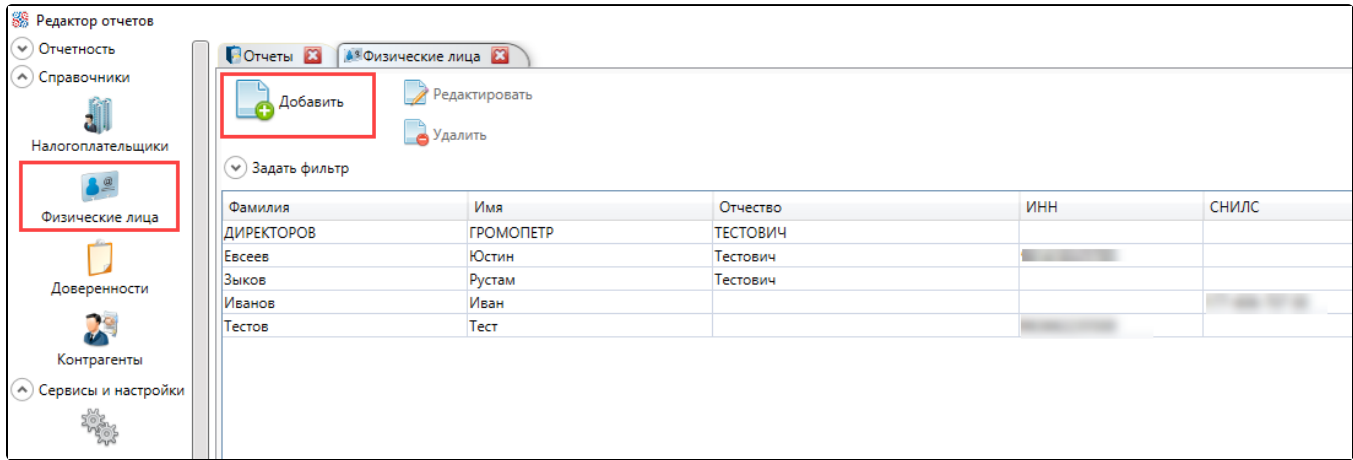 Редактор отчетов
Отчетность
Справочники
Налогоплательщики
Физические лица
Доверенности
Контрагенты
Сервисы и настройки
Отчеты Физические лица
Добавить
Редактировать
Удалить
Задать фильтр
Фамилия Имя Отчество ИНН СНИЛС
ДИРЕКТОРОВ ГРОМОПЕТР ТЕСТОВИЧ
Евсеев Юстин Тестович
Зыков Рустам Тестович
Иванов Иван
Тестов Тест